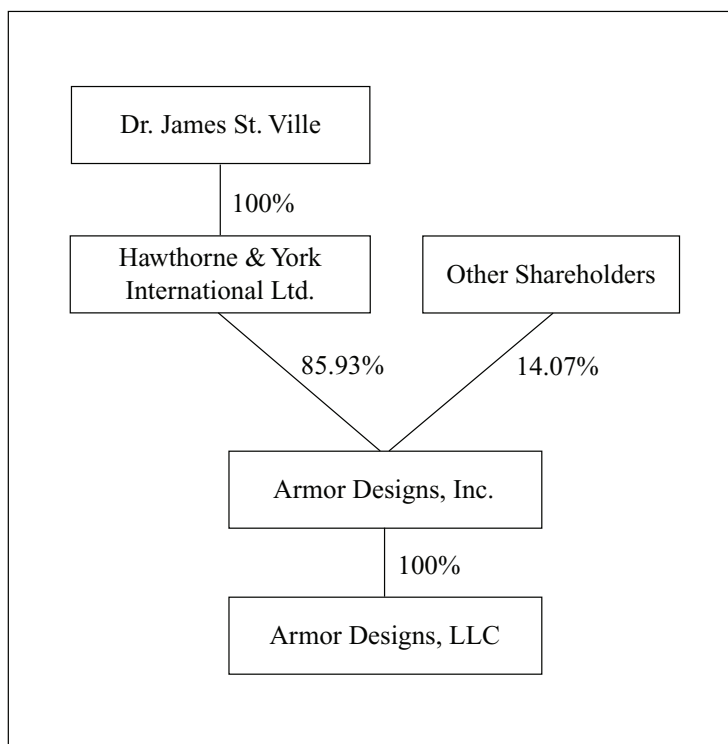 Dr. James St. Ville
100%
Hawthorne & York
International Ltd.
Other Shareholders
85.93%
14.07%
Armor Designs, Inc.
100%
Armor Designs, LLC